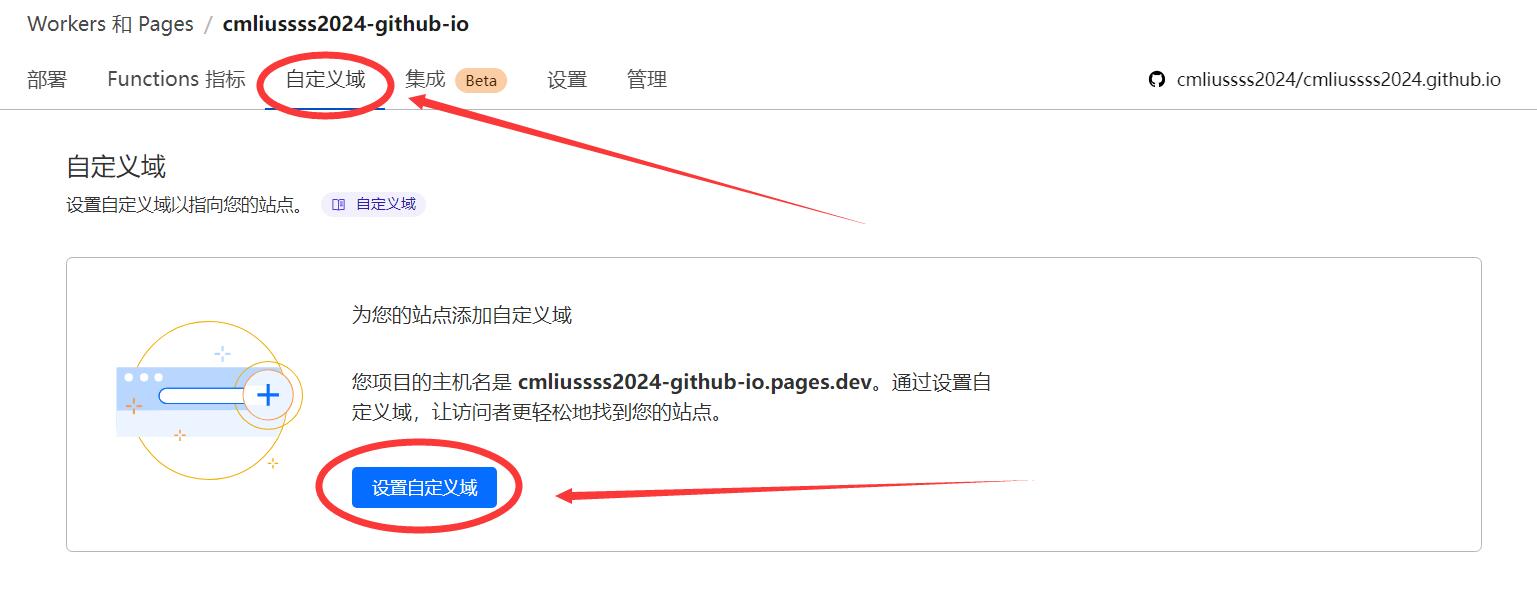 Workers 和 Pages / cmliussss2024-github-io
部署 Functions 指标 自定义域 集成 Beta 设置 管理 cmliussss2024/cmliussss2024.github.io
自定义域
设置自定义域以指向您的站点。 自定义域
为您的站点添加自定义域
您项目的主机名是 cmliussss2024-github-io.pages.dev。通过设置自
定义域，让访问者更轻松地找到您的站点。
设置自定义域